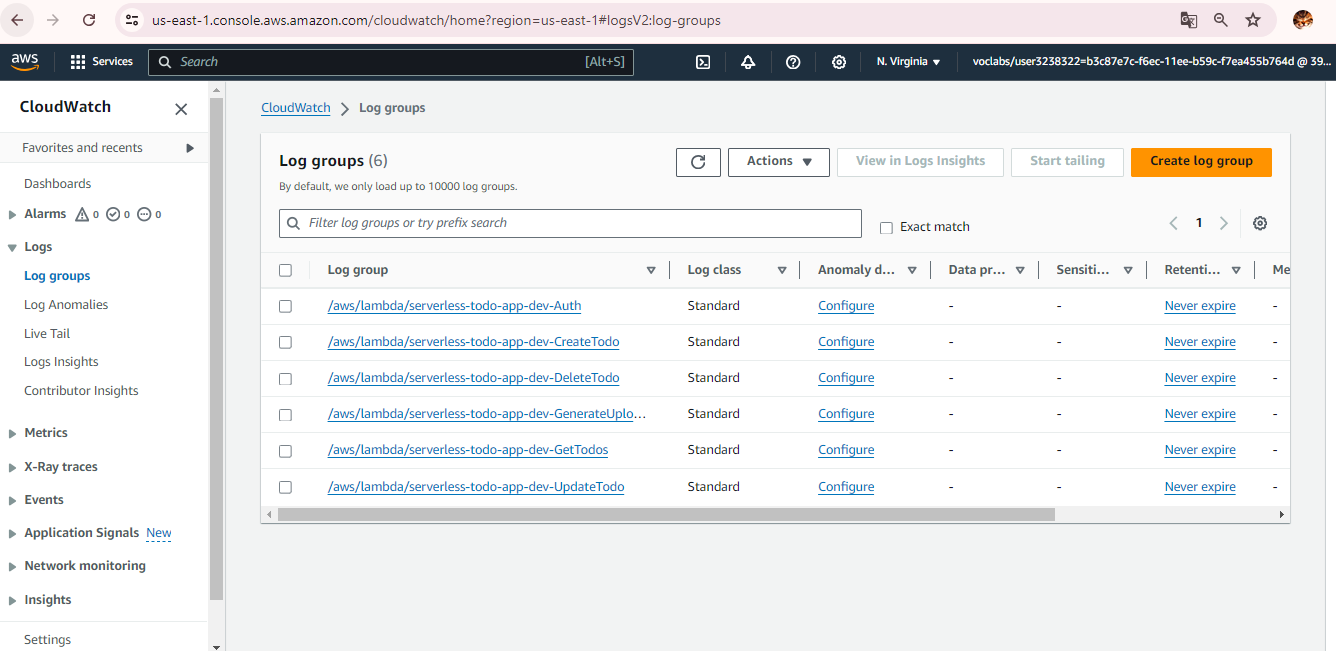 us-east-1.console.aws.amazon.com/cloudwatch/home?region=us-east-1#logsV2:log-groups
aws Services Search [Alt+S] N. Virginia voclabs/user3238322=b3c87e7c-f6ec-11ee-b59c-f7ea455b764d @ 39...
CloudWatch
Favorites and recents
Dashboards
Alarms 0 0 0
Logs
Log groups
Log Anomalies
Live Tail
Logs Insights
Contributor Insights
Metrics
X-Ray traces
Events
Application Signals New
Network monitoring
Insights
Settings
CloudWatch > Log groups
Log groups (6) Actions View in Logs Insights Start tailing Create log group
By default, we only load up to 10000 log groups.
Filter log groups or try prefix search Exact match 1
Log group Log class Anomaly d... Data pr... Sensiti... Retenti... Me
/aws/lambda/serverless-todo-app-dev-Auth Standard Configure - - Never expire -
/aws/lambda/serverless-todo-app-dev-CreateTodo Standard Configure - - Never expire -
/aws/lambda/serverless-todo-app-dev-DeleteTodo Standard Configure - - Never expire -
/aws/lambda/serverless-todo-app-dev-GenerateUplo... Standard Configure - - Never expire -
/aws/lambda/serverless-todo-app-dev-GetTodos Standard Configure - - Never expire -
/aws/lambda/serverless-todo-app-dev-UpdateTodo Standard Configure - - Never expire -